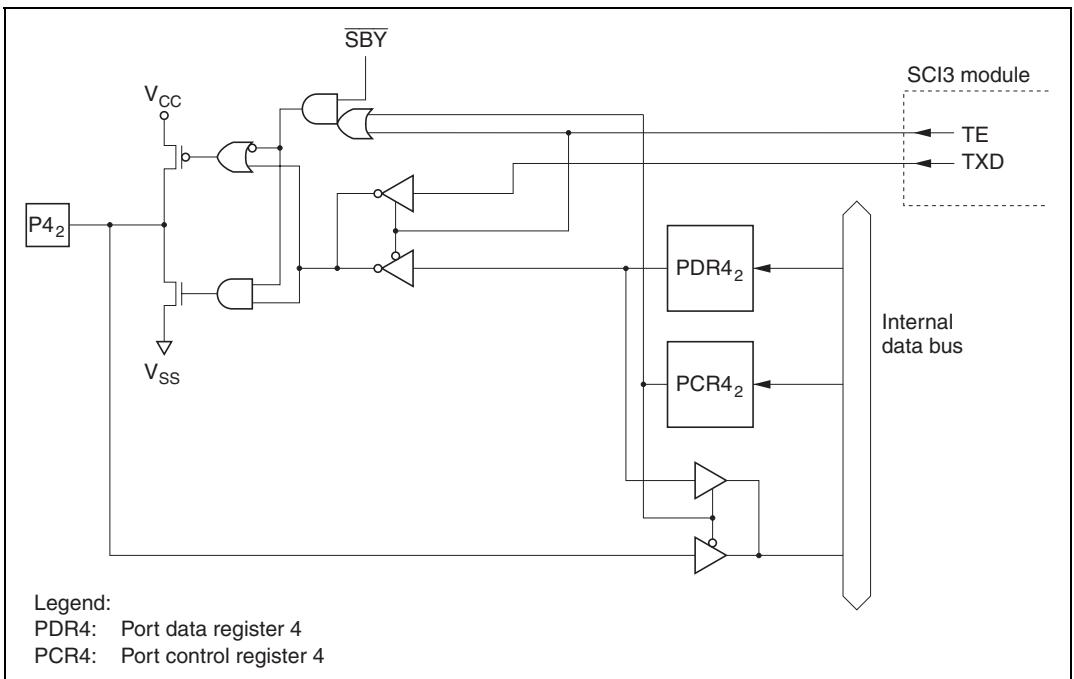 SBY
SCI3 module
VCC
TE
TXD
P42
PDR42
Internal
data bus
VSS
PCR42
Legend:
PDR4: Port data register 4
PCR4: Port control register 4